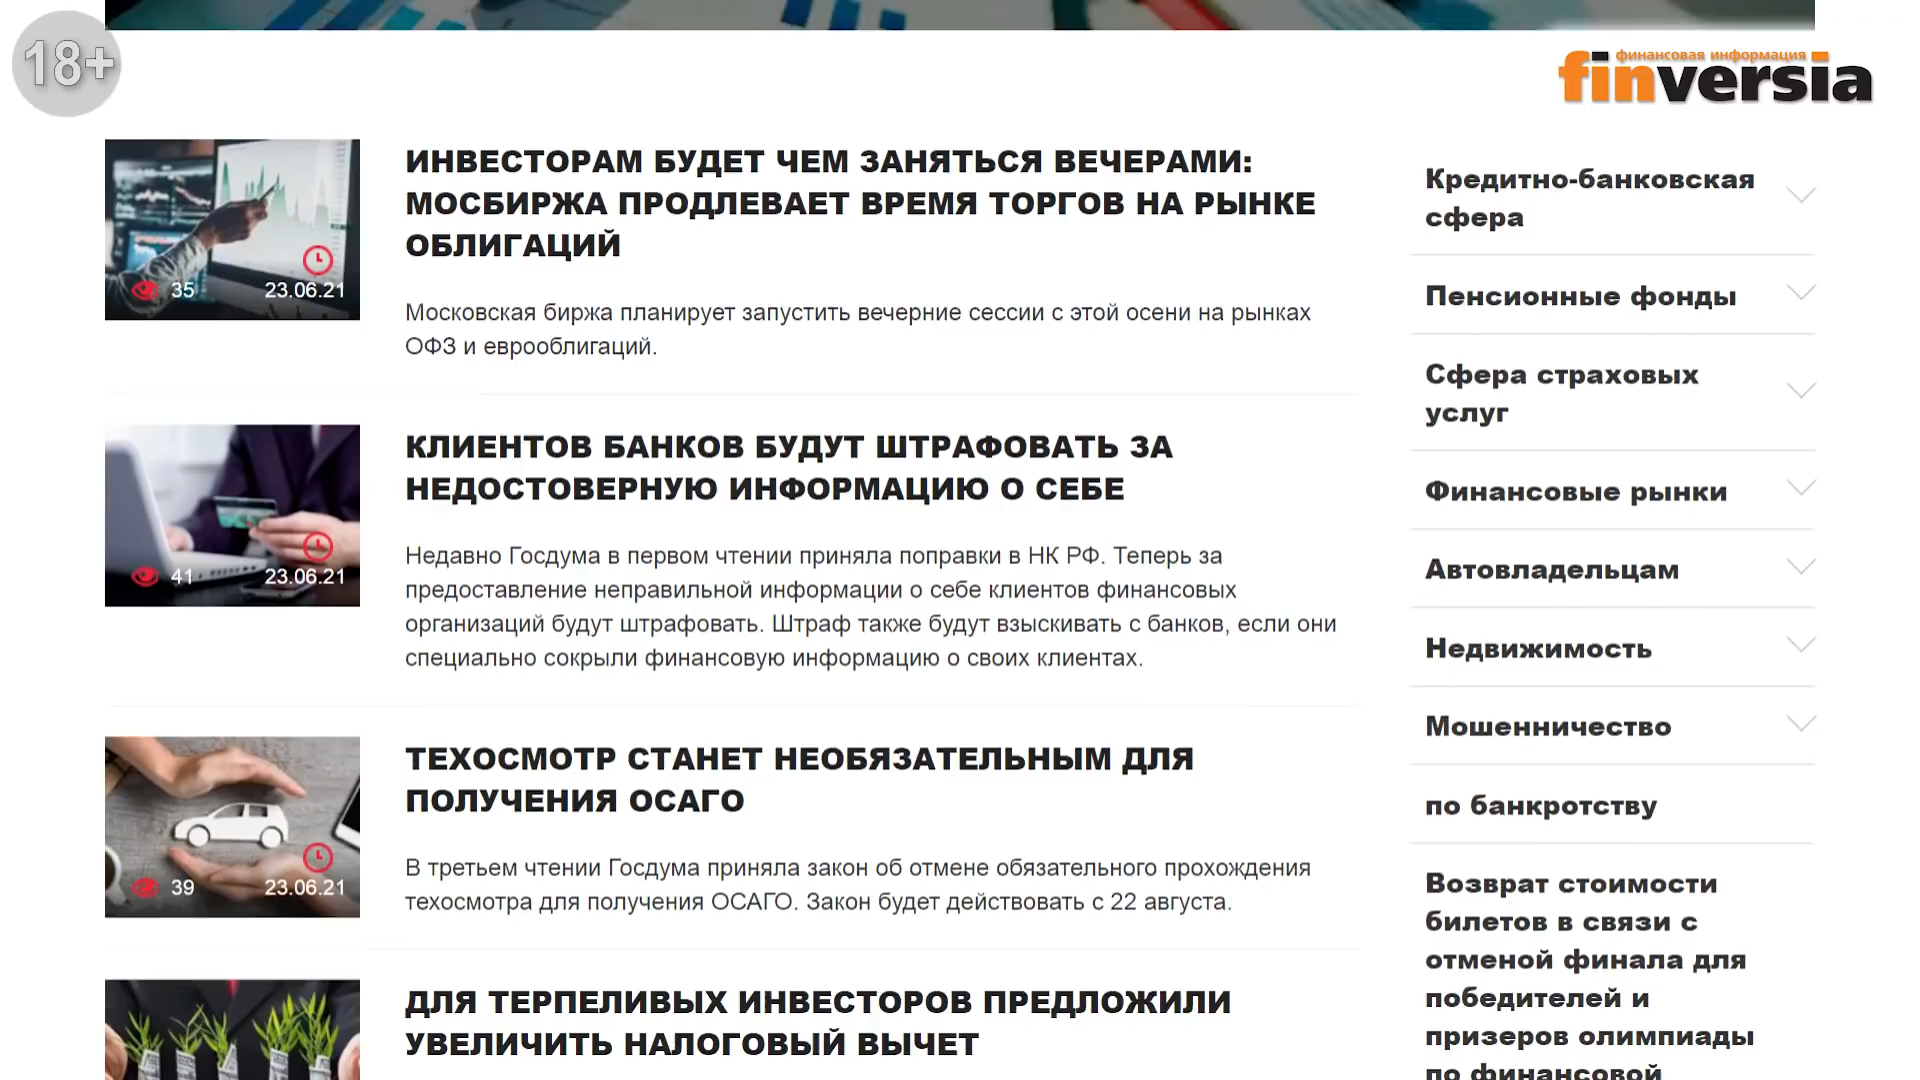 18+
финансовая информация
finversia
ИНВЕСТОРАМ БУДЕТ ЧЕМ ЗАНЯТЬСЯ ВЕЧЕРАМИ:
МОСБИРЖА ПРОДЛЕВАЕТ ВРЕМЯ ТОРГОВ НА РЫНКЕ
ОБЛИГАЦИЙ
35 23.06.21
Московская биржа планирует запустить вечерние сессии с этой осени на рынках
ОФЗ и еврооблигаций.
КЛИЕНТОВ БАНКОВ БУДУТ ШТРАФОВАТЬ ЗА
НЕДОСТОВЕРНУЮ ИНФОРМАЦИЮ О СЕБЕ
41 23.06.21
Недавно Госдума в первом чтении приняла поправки в НК РФ. Теперь за
предоставление неправильной информации о себе клиентов финансовых
организаций будут штрафовать. Штраф также будут взыскивать с банков, если они
специально сокрыли финансовую информацию о своих клиентах.
ТЕХОСМОТР СТАНЕТ НЕОБЯЗАТЕЛЬНЫМ ДЛЯ
ПОЛУЧЕНИЯ ОСАГО
39 23.06.21
В третьем чтении Госдума приняла закон об отмене обязательного прохождения
техосмотра для получения ОСАГО. Закон будет действовать с 22 августа.
ДЛЯ ТЕРПЕЛИВЫХ ИНВЕСТОРОВ ПРЕДЛОЖИЛИ
УВЕЛИЧИТЬ НАЛОГОВЫЙ ВЫЧЕТ
Кредитно-банковская
сфера
Пенсионные фонды
Сфера страховых
услуг
Финансовые рынки
Автовладельцам
Недвижимость
Мошенничество
по банкротству
Возврат стоимости
билетов в связи с
отменой финала для
победителей и
призеров олимпиады
по финансовой